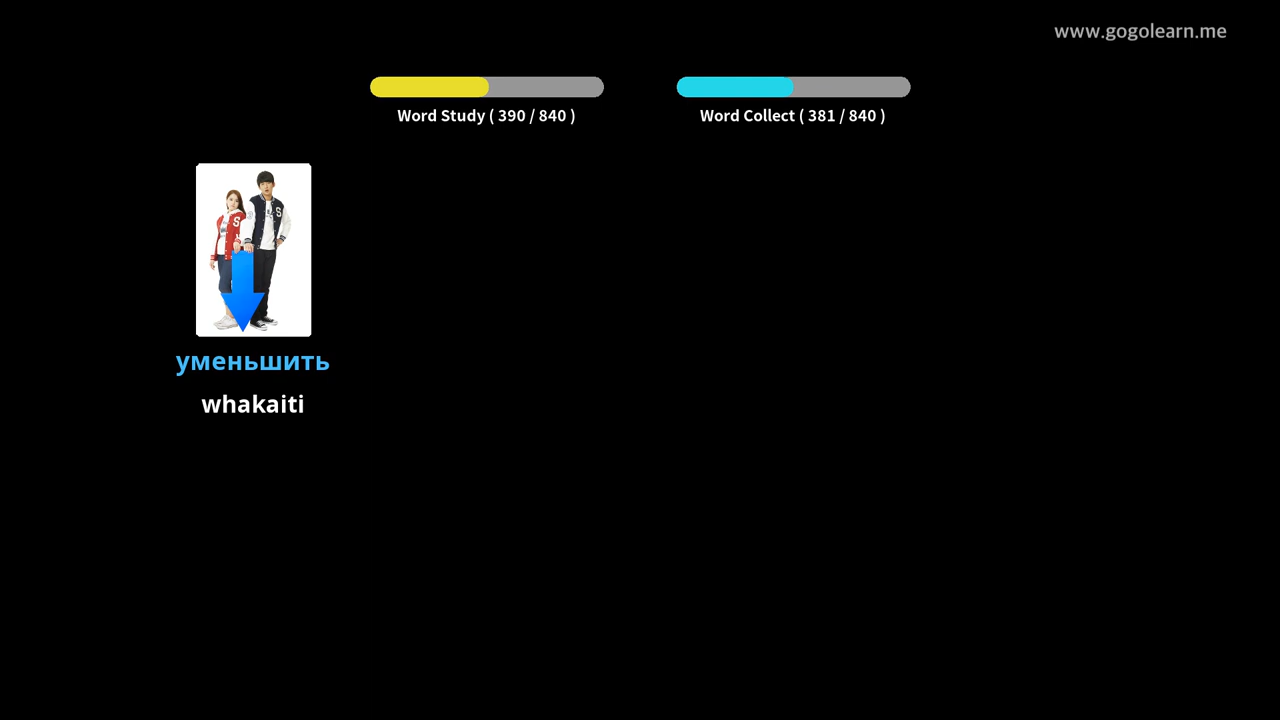 www.gogolearn.me
Word Study ( 390 / 840 )
Word Collect ( 381 / 840 )
S
S
уменьшить
whakaiti